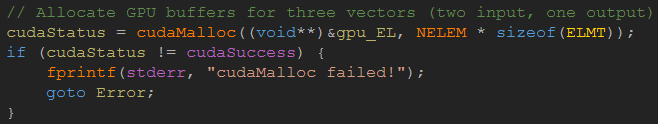 // Allocate GPU buffers for three vectors (two input, one output)
cudaStatus = cudaMalloc((void**)&gpu_EL, NELEM * sizeof(ELMT));
if (cudaStatus != cudaSuccess) {
    fprintf(stderr, "cudaMalloc failed!");
    goto Error;
}